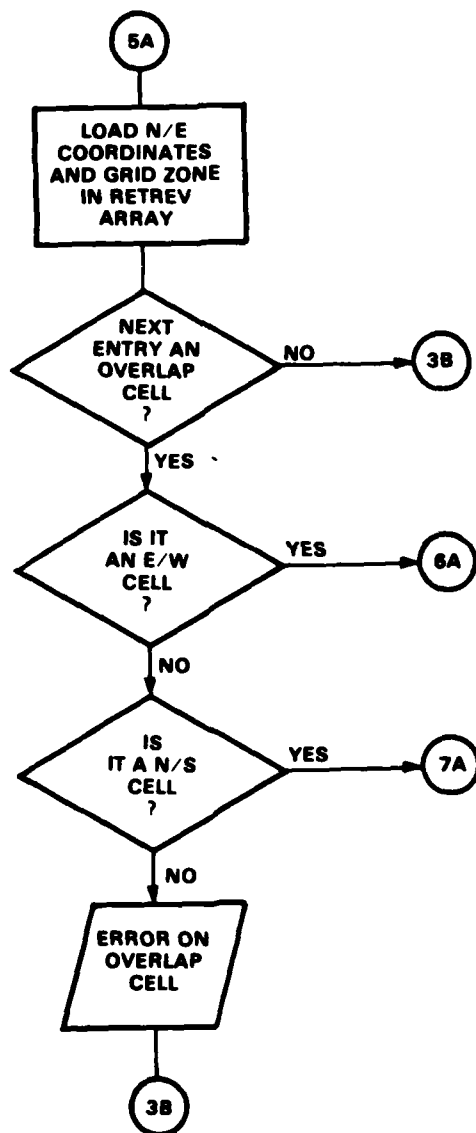 5A
LOAD N/E
COORDINATES
AND GRID ZONE
IN RETREV
ARRAY
NEXT
ENTRY AN
OVERLAP
CELL
?
NO
3B
YES
IS IT
AN E/W
CELL
?
YES
6A
NO
IS
IT A N/S
CELL
?
YES
7A
NO
ERROR ON
OVERLAP
CELL
3B